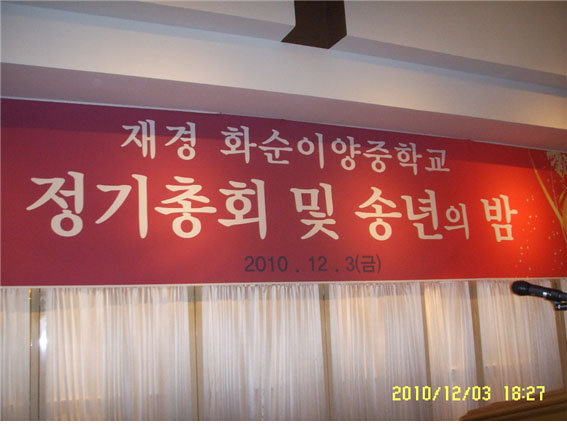 재경 화순이양중학교
정기총회 및 송년의 밤
2010 . 12 . 3(금)
2010/12/03 18:27